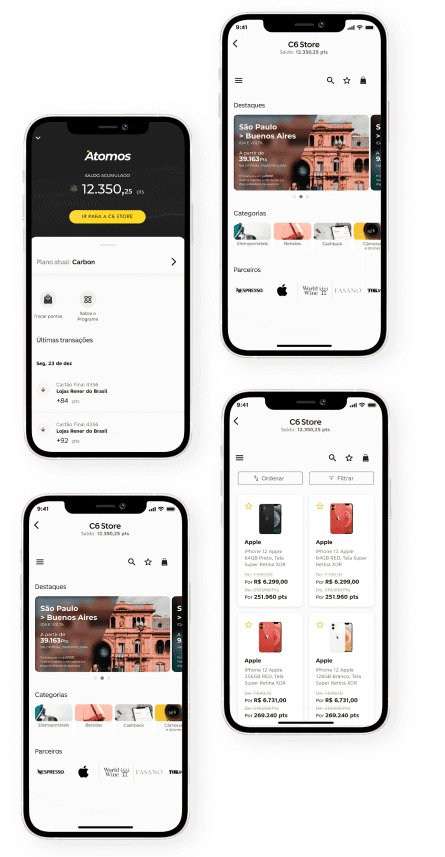 9:41
C6 Store
Saldo: 12.350,25 pts
Destaques
São Paulo
> Buenos Aires
IDA E VOLTA
A partir de
39.163Pts
Categorias
Eletroportáteis
Bebidas
Cashback
Câmeras
e drones
Parceiros
NESPRESSO
World
Wine
FASANO
Átomos
SALDO ACUMULADO
12.350,25 pts
IR PARA A C6 STORE
Plano atual: Carbon
Trocar pontos
Sobre o
Programa
Últimas transações
Seg, 23 de dez
Cartão Final 4356
Lojas Rener do Brasil
+84 pts
Cartão Final 4356
Lojas Rener do Brasil
+92 pts
9:41
C6 Store
Saldo: 12.350,25 pts
Ordenar
Filtrar
Apple
iPhone 12 Apple
64GB Preto, Tela
Super Retina XDR
Por R$ 6.299,00
Por 251.960 pts
Apple
iPhone 12 Apple
64GB RED, Tela Super
Retina XDR
Por R$ 6.299,00
Por 251.960 pts
Apple
iPhone 12 Apple
256GB RED, Tela
Super Retina XDR
Por R$ 6.731,00
Por 269.240 pts
Apple
iPhone 12 Apple
128GB Branco, Tela
Super Retina XDR
Por R$ 6.731,00
Por 269.240 pts
9:41
C6 Store
Saldo: 12.350,25 pts
Destaques
São Paulo
> Buenos Aires
IDA E VOLTA
A partir de
39.163Pts
Categorias
Eletroportáteis
Bebidas
Cashback
Câmeras
e drones
Parceiros
NESPRESSO
World
Wine
FASANO